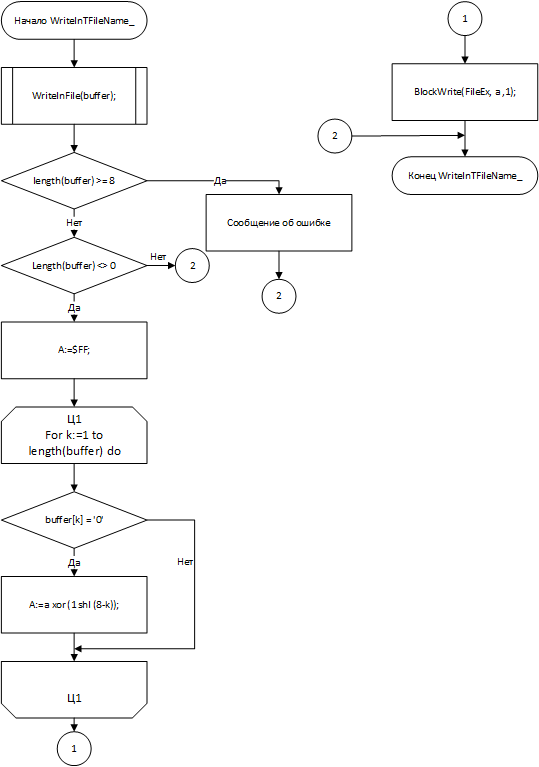 Начало WriteInTFileName_
WriteInFile(buffer);
length(buffer) >= 8
Да
Сообщение об ошибке
2
Нет
Length(buffer) <> 0
Нет
2
Да
A:=$FF;
Ц1
For k:=1 to
length(buffer) do
buffer[k] = '0'
Да
Нет
A:=a xor (1 shl (8-k));
Ц1
1
1
BlockWrite(FileEx, a ,1);
2
Конец WriteInTFileName_